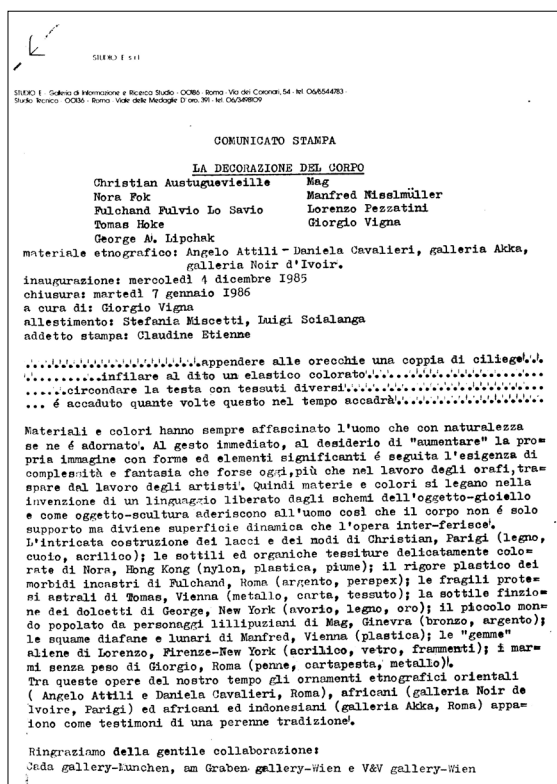 STUDIO E s.r.l
STUDIO E - Galleria di Informazione e Ricerca Studio - 00186 - Roma - Via dei Coronari, 54 - tel. 06/6544783 -
Studio Tecnico - 00136 - Roma - Viale delle Medaglie D'oro, 391 - tel. 06/3498109
COMUNICATO STAMPA
LA DECORAZIONE DEL CORPO
Christian Austuguevieille Mag
Nora Fok Manfred Nisslmüller
Fulchand Fulvio Lo Savio Lorenzo Pezzatini
Tomas Hoke Giorgio Vigna
George A. Lipchak
materiale etnografico: Angelo Attili - Daniela Cavalieri, galleria Akka,
galleria Noir d'Ivoir.
inaugurazione: mercoledì 4 dicembre I985
chiusura: martedì 7 gennaio I986
a cura di: Giorgio Vigna
allestimento: Stefania Miscetti, Luigi Scialanga
addetto stampa: Claudine Etienne
..............................appendere alle orecchie una coppia di ciliege...
............infilare al dito un elastico colorato.........................
.......circondare la testa con tessuti diversi............................
... é accaduto quante volte questo nel tempo accadrà......................
Materiali e colori hanno sempre affascinato l'uomo che con naturalezza
se ne é adornato. Al gesto immediato, al desiderio di "aumentare" la pro=
pria immagine con forme ed elementi significanti é seguita l'esigenza di
complessità e fantasia che forse oggi,più che nel lavoro degli orafi,tra=
spare dal lavoro degli artisti. Quindi materie e colori si legano nella
invenzione di un linguaggio liberato dagli schemi dell'oggetto-gioiello
e come oggetto-scultura aderiscono all'uomo così che il corpo non é solo
supporto ma diviene superficie dinamica che l'opera inter-ferisce.
L'intricata costruzione dei lacci e dei nodi di Christian, Parigi (legno,
cuoio, acrilico); le sottili ed organiche tessiture delicatamente colo=
rate di Nora, Hong Kong (nylon, plastica, piume); il rigore plastico dei
morbidi incastri di Fulchand, Roma (argento, perspex); le fragili prote=
si astrali di Tomas, Vienna (metallo, carta, tessuto); la sottile finzio=
ne dei dolcetti di George, New York (avorio, legno, oro); il piccolo mon=
do popolato da personaggi lillipuziani di Mag, Ginevra (bronzo, argento);
le squame diafane e lunari di Manfred, Vienna (plastica); le "gemme"
aliene di Lorenzo, Firenze-New York (acrilico, vetro, frammenti); i mar=
mi senza peso di Giorgio, Roma (penne, cartapesta, metallo).
Tra queste opere del nostro tempo gli ornamenti etnografici orientali
( Angelo Attili e Daniela Cavalieri, Roma), africani (galleria Noir de
Ivoire, Parigi) ed africani ed indonesiani (galleria Akka, Roma) appa=
iono come testimoni di una perenne tradizione.
Ringraziamo della gentile collaborazione:
Cada gallery-Munchen, am Graben gallery-Wien e V&V gallery-Wien